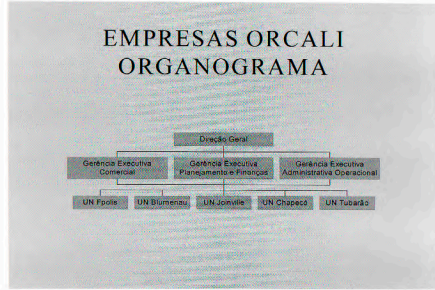 EMPRESAS ORCALI
ORGANOGRAMA
Direção Geral
Gerência Executiva
Comercial
Gerência Executiva
Planejamento e Finanças
Gerência Executiva
Administrativa Operacional
UN Fpolis
UN Blumenau
UN Joinville
UN Chapecó
UN Tubarão